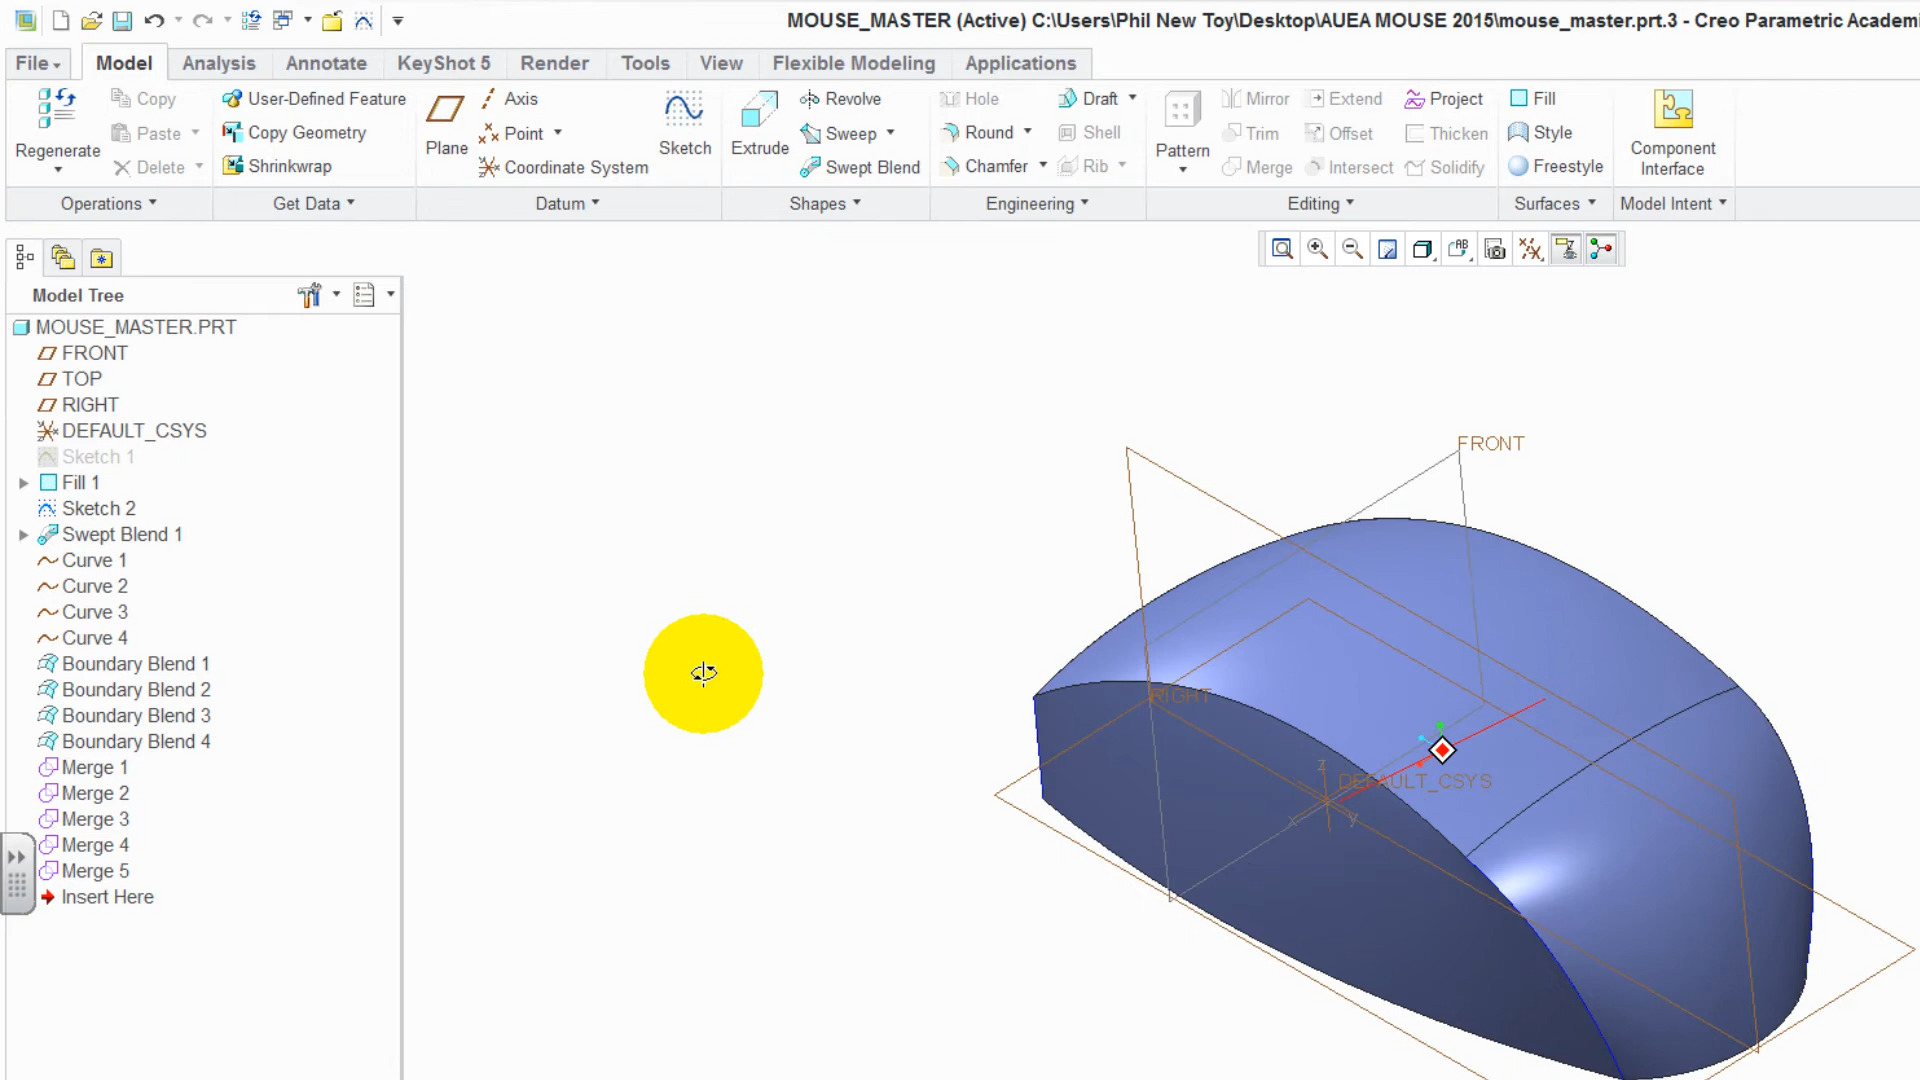 MOUSE_MASTER (Active) C:\Users\Phil New Toy\Desktop\AUEA MOUSE 2015\mouse_master.prt.3 - Creo Parametric Academi
File Model Analysis Annotate KeyShot 5 Render Tools View Flexible Modeling Applications
Copy User-Defined Feature Axis Revolve Hole Draft Mirror Extend Project Fill
Paste Copy Geometry Point Sweep Round Shell Trim Offset Thicken Style
Regenerate Plane Sketch Extrude Pattern Component Interface
Delete Shrinkwrap Coordinate System Swept Blend Chamfer Rib Merge Intersect Solidify Freestyle
Operations Get Data Datum Shapes Engineering Editing Surfaces Model Intent
Model Tree
MOUSE_MASTER.PRT
FRONT
TOP
RIGHT
DEFAULT_CSYS
Sketch 1
Fill 1
Sketch 2
Swept Blend 1
Curve 1
Curve 2
Curve 3
Curve 4
Boundary Blend 1
Boundary Blend 2
Boundary Blend 3
Boundary Blend 4
Merge 1
Merge 2
Merge 3
Merge 4
Merge 5
Insert Here
FRONT
RIGHT
Z
DEFAULT_CSYS
X
Y